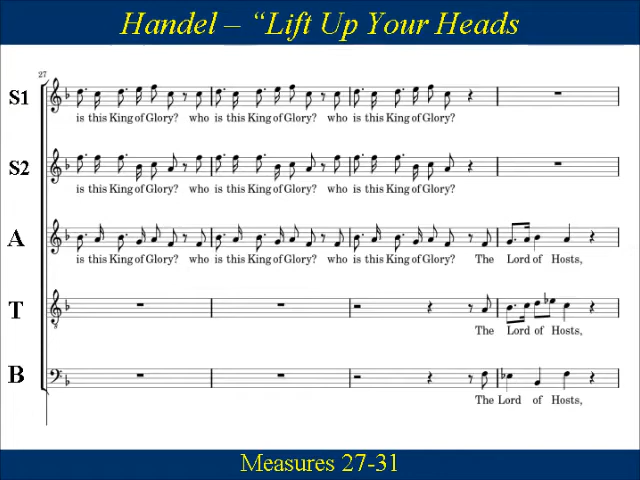 Handel – “Lift Up Your Heads
27
S1
is this King of Glory? who is this King of Glory? who is this King of Glory?
S2
is this King of Glory? who is this King of Glory? who is this King of Glory?
A
is this King of Glory? who is this King of Glory? who is this King of Glory? The Lord of Hosts,
T
The Lord of Hosts,
B
The Lord of Hosts,
Measures 27-31